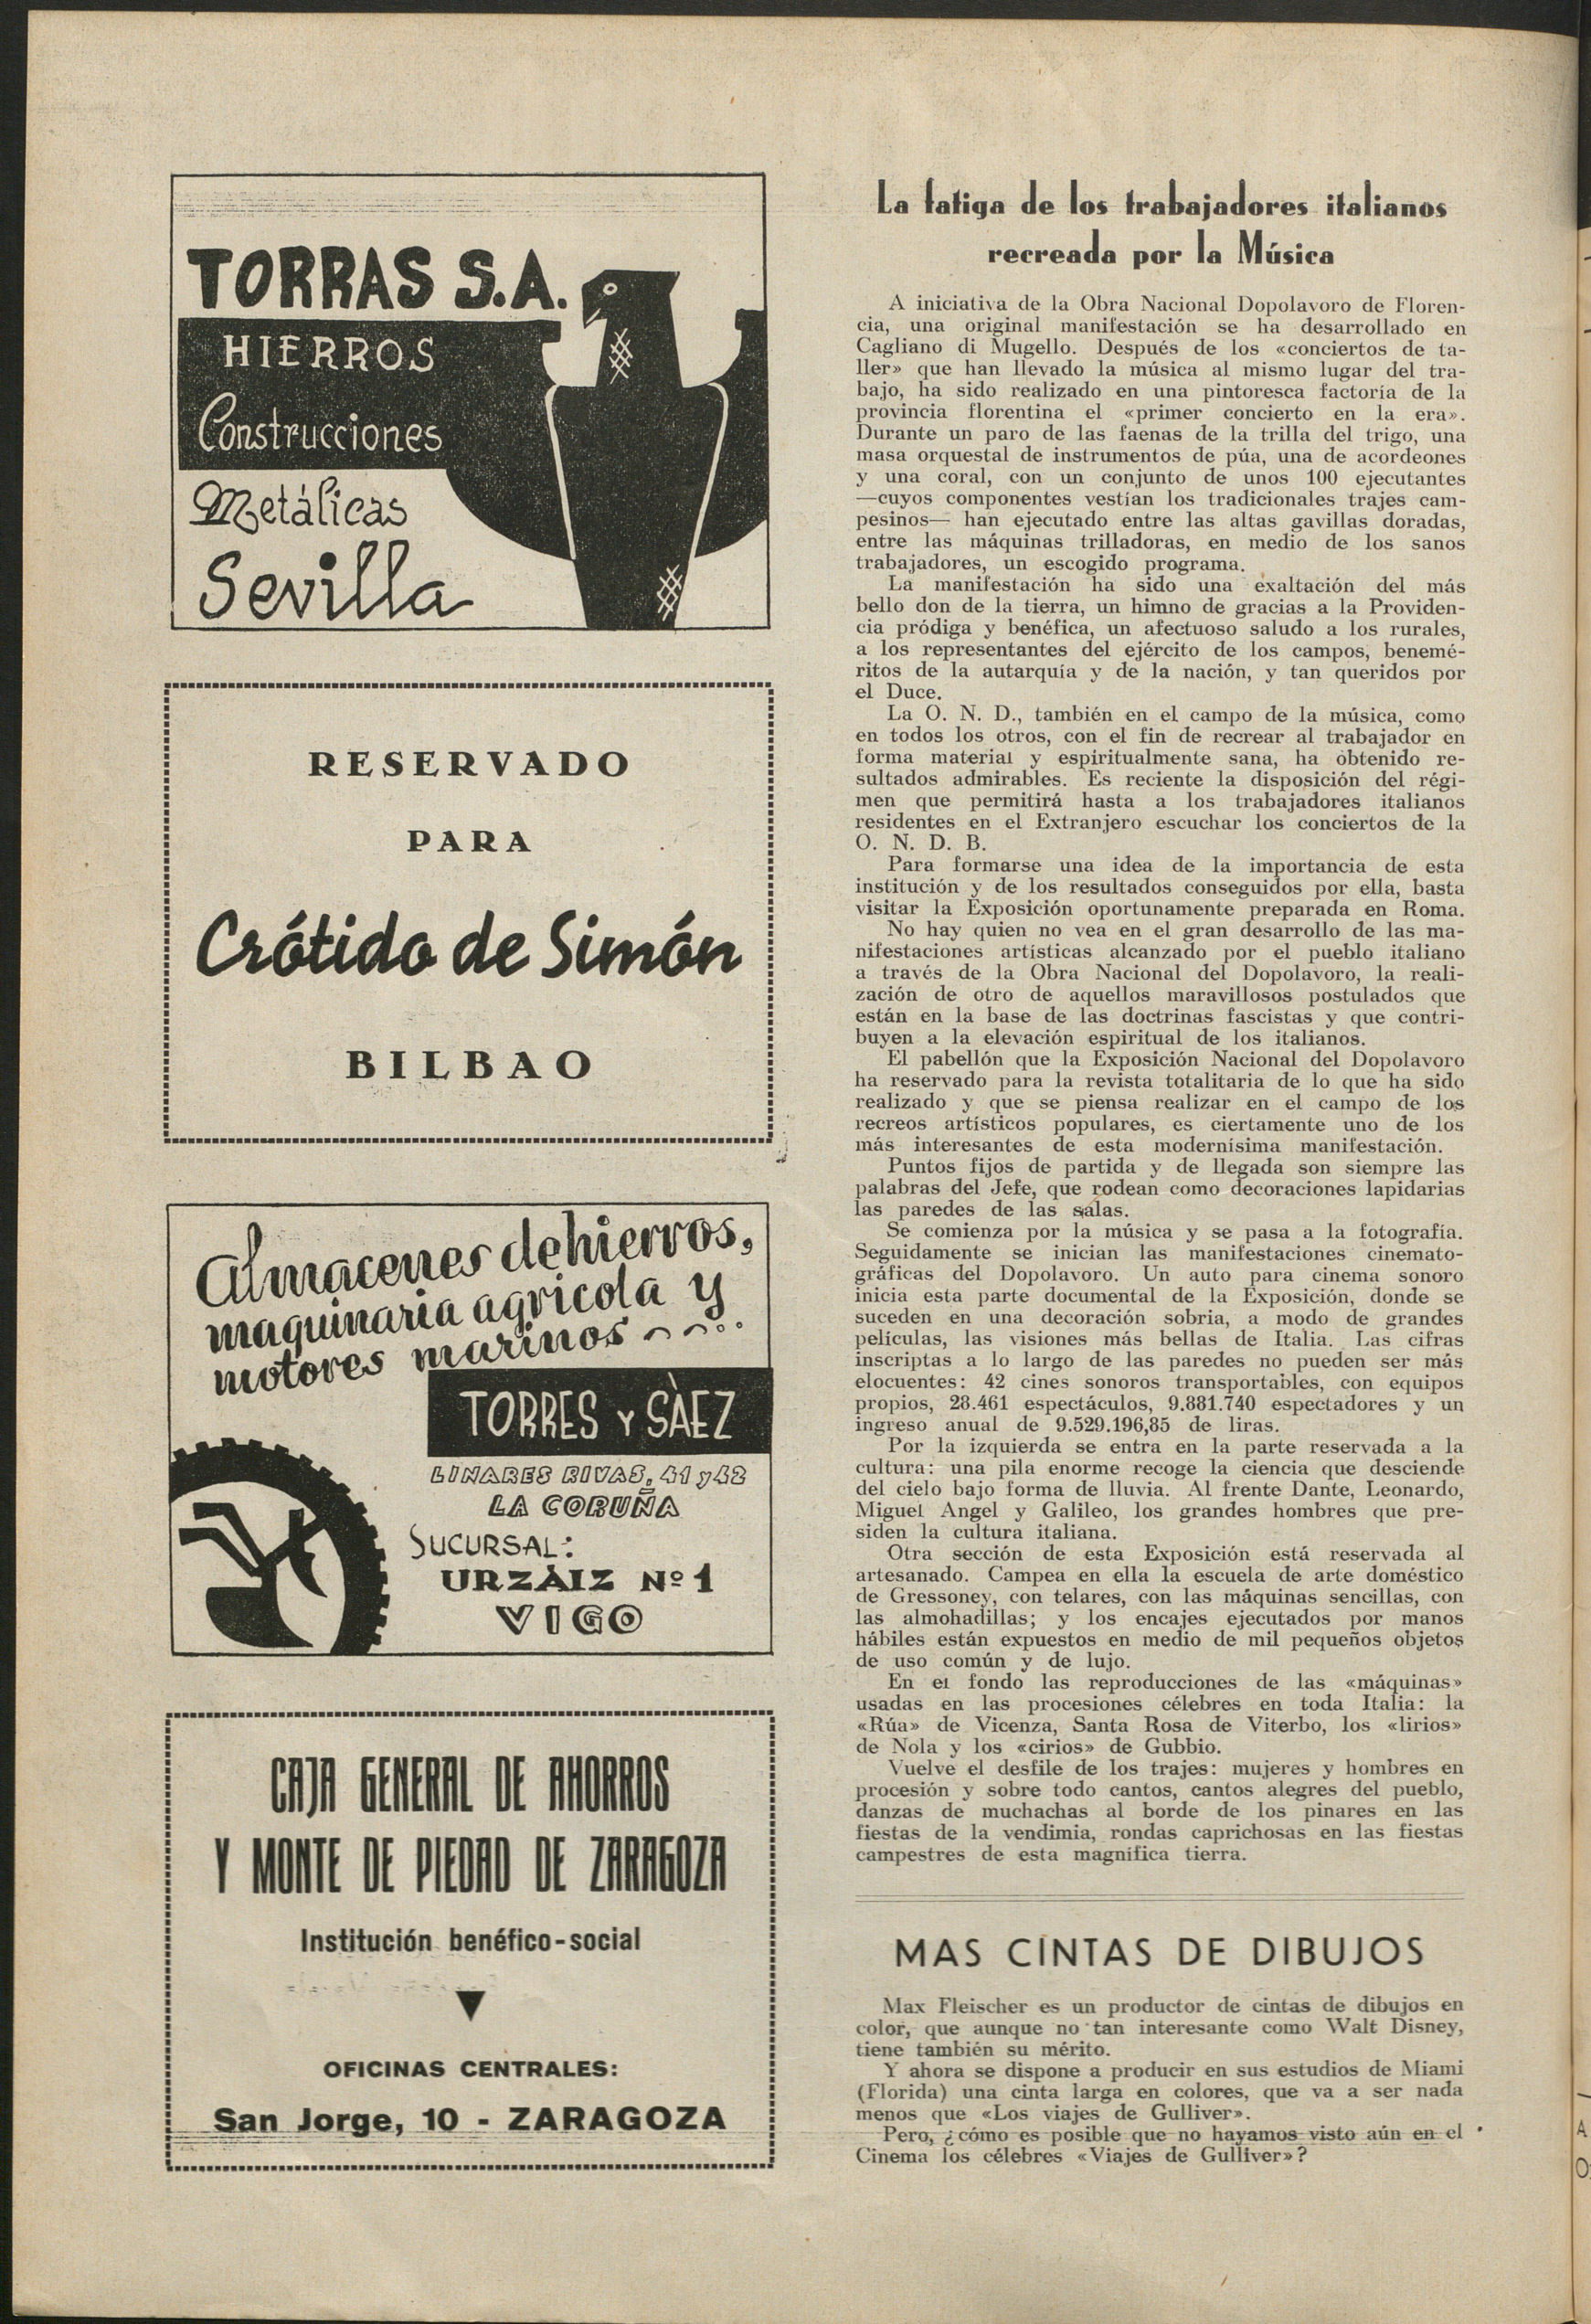 TORRAS S.A.
HIERROS
Construcciones
Metálicas
Sevilla
RESERVADO
PARA
Crótido de Simón
BILBAO
Almacenes de hierros,
maquinaria agricola y
motores marinos
TORRES Y SÀEZ
LINARES RIVAS, 41 y 42
LA CORUÑA
SUCURSAL:
URZÀIZ Nº 1
VIGO
CAJA GENERAL DE AHORROS
Y MONTE DE PIEDAD DE ZARAGOZA
Institución benéfico-social
OFICINAS CENTRALES:
San Jorge, 10 - ZARAGOZA
La fatiga de los trabajadores italianos
recreada por la Música
A iniciativa de la Obra Nacional Dopolavoro de Floren-
cia, una original manifestación se ha desarrollado en
Cagliano di Mugello. Después de los «conciertos de ta-
ller» que han llevado la música al mismo lugar del tra-
bajo, ha sido realizado en una pintoresca factoría de la
provincia florentina el «primer concierto en la era».
Durante un paro de las faenas de la trilla del trigo, una
masa orquestal de instrumentos de púa, una de acordeones
y una coral, con un conjunto de unos 100 ejecutantes
—cuyos componentes vestían los tradicionales trajes cam-
pesinos— han ejecutado entre las altas gavillas doradas,
entre las máquinas trilladoras, en medio de los sanos
trabajadores, un escogido programa.
La manifestación ha sido una exaltación del más
bello don de la tierra, un himno de gracias a la Providen-
cia pródiga y benéfica, un afectuoso saludo a los rurales,
a los representantes del ejército de los campos, benemé-
ritos de la autarquía y de la nación, y tan queridos por
el Duce.
La O. N. D., también en el campo de la música, como
en todos los otros, con el fin de recrear al trabajador en
forma material y espiritualmente sana, ha obtenido re-
sultados admirables. Es reciente la disposición del régi-
men que permitirá hasta a los trabajadores italianos
residentes en el Extranjero escuchar los conciertos de la
O. N. D. B.
Para formarse una idea de la importancia de esta
institución y de los resultados conseguidos por ella, basta
visitar la Exposición oportunamente preparada en Roma.
No hay quien no vea en el gran desarrollo de las ma-
nifestaciones artísticas alcanzado por el pueblo italiano
a través de la Obra Nacional del Dopolavoro, la reali-
zación de otro de aquellos maravillosos postulados que
están en la base de las doctrinas fascistas y que contri-
buyen a la elevación espiritual de los italianos.
El pabellón que la Exposición Nacional del Dopolavoro
ha reservado para la revista totalitaria de lo que ha sido
realizado y que se piensa realizar en el campo de los
recreos artísticos populares, es ciertamente uno de los
más interesantes de esta modernísima manifestación.
Puntos fijos de partida y de llegada son siempre las
palabras del Jefe, que rodean como decoraciones lapidarias
las paredes de las salas.
Se comienza por la música y se pasa a la fotografía.
Seguidamente se inician las manifestaciones cinemato-
gráficas del Dopolavoro. Un auto para cinema sonoro
inicia esta parte documental de la Exposición, donde se
suceden en una decoración sobria, a modo de grandes
películas, las visiones más bellas de Italia. Las cifras
inscriptas a lo largo de las paredes no pueden ser más
elocuentes: 42 cines sonoros transportables, con equipos
propios, 28.461 espectáculos, 9.881.740 espectadores y un
ingreso anual de 9.529.196,85 de liras.
Por la izquierda se entra en la parte reservada a la
cultura: una pila enorme recoge la ciencia que desciende
del cielo bajo forma de lluvia. Al frente Dante, Leonardo,
Miguel Angel y Galileo, los grandes hombres que pre-
siden la cultura italiana.
Otra sección de esta Exposición está reservada al
artesanado. Campea en ella la escuela de arte doméstico
de Gressoney, con telares, con las máquinas sencillas, con
las almohadillas; y los encajes ejecutados por manos
hábiles están expuestos en medio de mil pequeños objetos
de uso común y de lujo.
En el fondo las reproducciones de las «máquinas»
usadas en las procesiones célebres en toda Italia: la
«Rúa» de Vicenza, Santa Rosa de Viterbo, los «lirios»
de Nola y los «cirios» de Gubbio.
Vuelve el desfile de los trajes: mujeres y hombres en
procesión y sobre todo cantos, cantos alegres del pueblo,
danzas de muchachas al borde de los pinares en las
fiestas de la vendimia, rondas caprichosas en las fiestas
campestres de esta magnífica tierra.
MAS CINTAS DE DIBUJOS
Max Fleischer es un productor de cintas de dibujos en
color, que aunque no tan interesante como Walt Disney,
tiene también su mérito.
Y ahora se dispone a producir en sus estudios de Miami
(Florida) una cinta larga en colores, que va a ser nada
menos que «Los viajes de Gulliver».
Pero, ¿cómo es posible que no hayamos visto aún en el
Cinema los célebres «Viajes de Gulliver»?